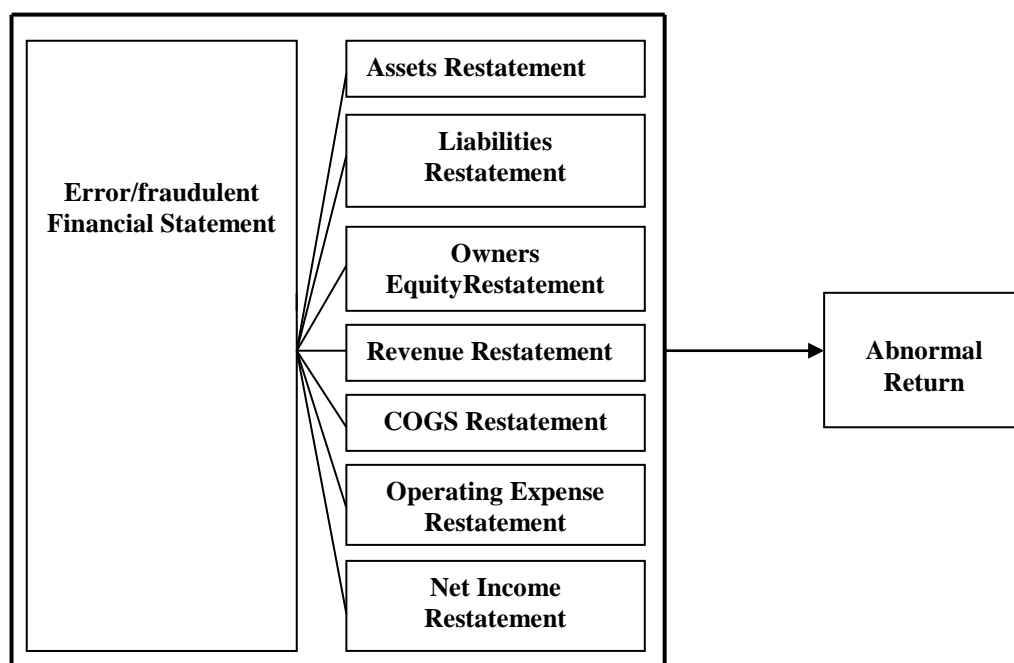 Error/fraudulent
Financial Statement
Assets Restatement
Liabilities
Restatement
Owners
EquityRestatement
Revenue Restatement
COGS Restatement
Operating Expense
Restatement
Net Income
Restatement
Abnormal
Return